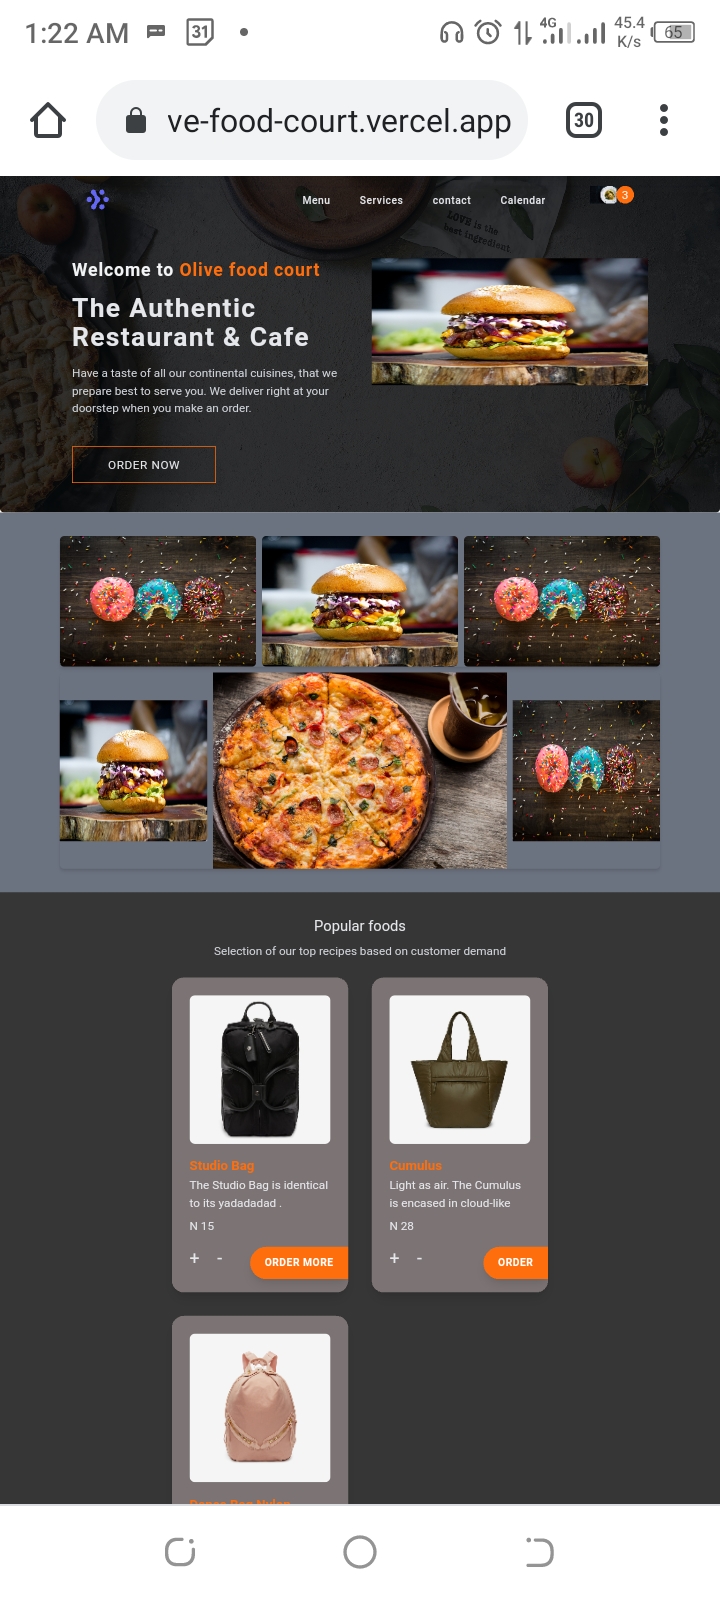 1:22 AM
31
4G
45.4
K/s
65
ve-food-court.vercel.app
30
Menu Services contact Calendar
3
LOVE is the
best ingredient
Welcome to Olive food court
The Authentic
Restaurant & Cafe
Have a taste of all our continental cuisines, that we
prepare best to serve you. We deliver right at your
doorstep when you make an order.
ORDER NOW
Popular foods
Selection of our top recipes based on customer demand
Studio Bag
The Studio Bag is identical
to its yadadadad .
N 15
+ -
ORDER MORE
Cumulus
Light as air. The Cumulus
is encased in cloud-like
N 28
+ -
ORDER